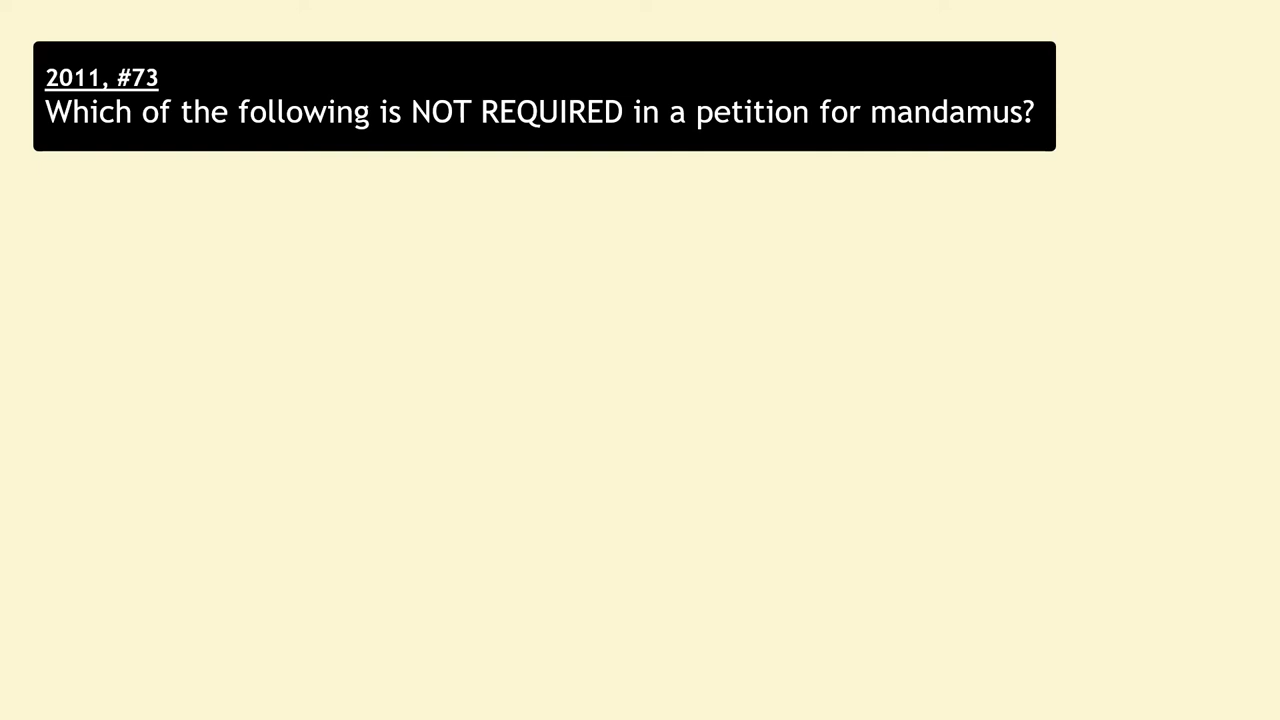 2011, #73
Which of the following is NOT REQUIRED in a petition for mandamus?